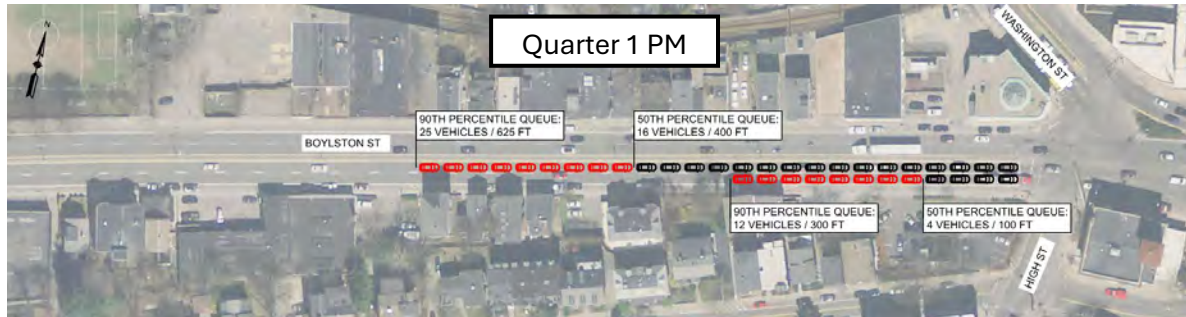 Quarter 1 PM
N
WASHINGTON ST
90TH PERCENTILE QUEUE:
25 VEHICLES / 625 FT
50TH PERCENTILE QUEUE:
16 VEHICLES / 400 FT
BOYLSTON ST
90TH PERCENTILE QUEUE:
12 VEHICLES / 300 FT
50TH PERCENTILE QUEUE:
4 VEHICLES / 100 FT
HIGH ST